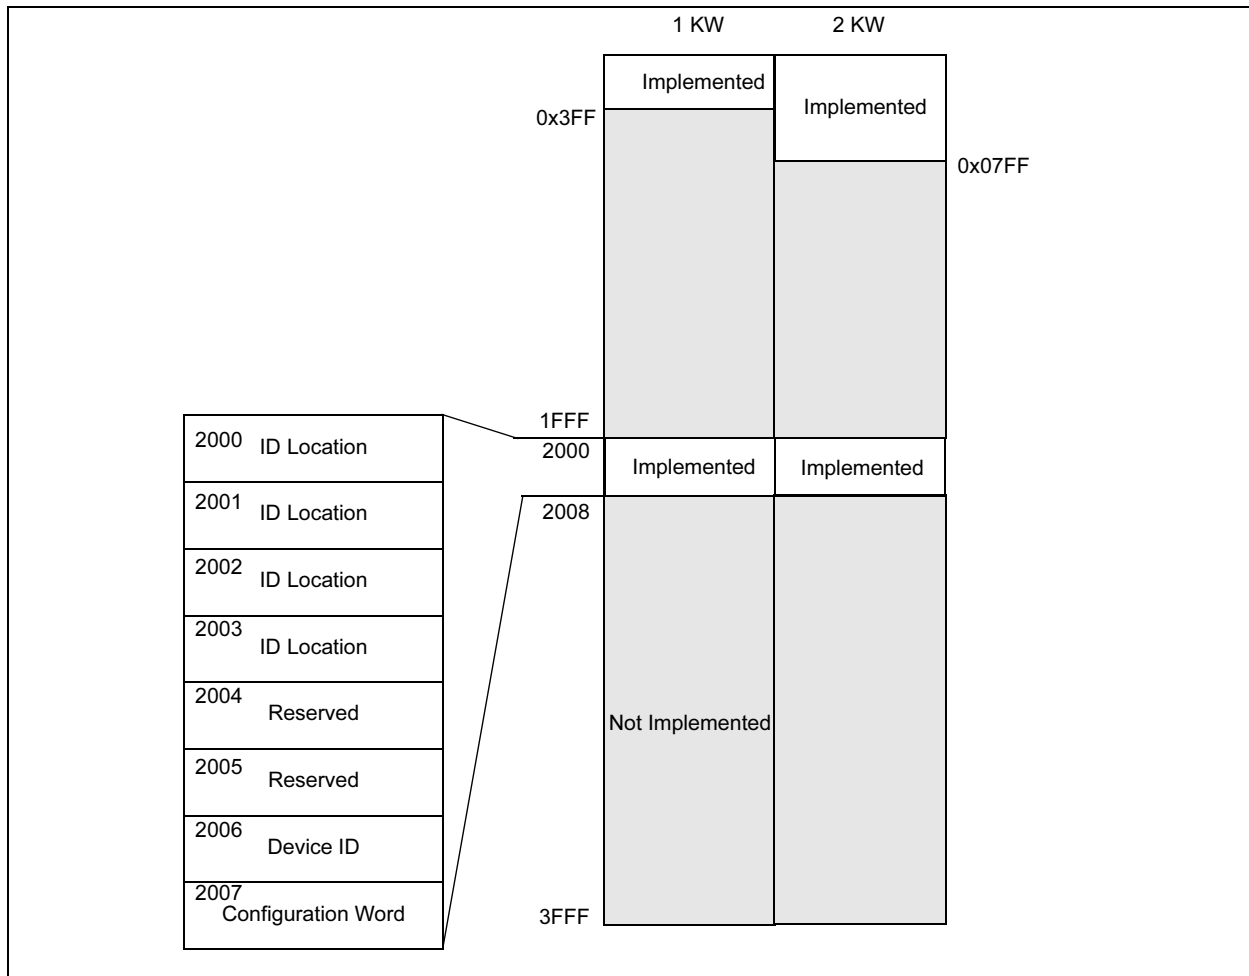 1 KW
2 KW
Implemented
Implemented
0x3FF
0x07FF
1FFF
2000
Implemented
Implemented
2008
Not Implemented
3FFF
2000
ID Location
2001
ID Location
2002
ID Location
2003
ID Location
2004
Reserved
2005
Reserved
2006
Device ID
2007
Configuration Word